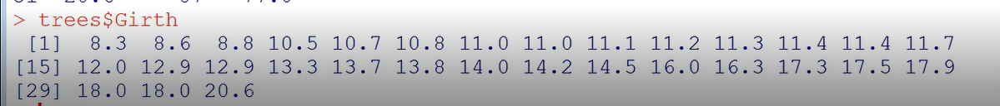 > trees$Girth
[1] 8.3 8.6 8.8 10.5 10.7 10.8 11.0 11.0 11.1 11.2 11.3 11.4 11.4 11.7
[15] 12.0 12.9 12.9 13.3 13.7 13.8 14.0 14.2 14.5 16.0 16.3 17.3 17.5 17.9
[29] 18.0 18.0 20.6